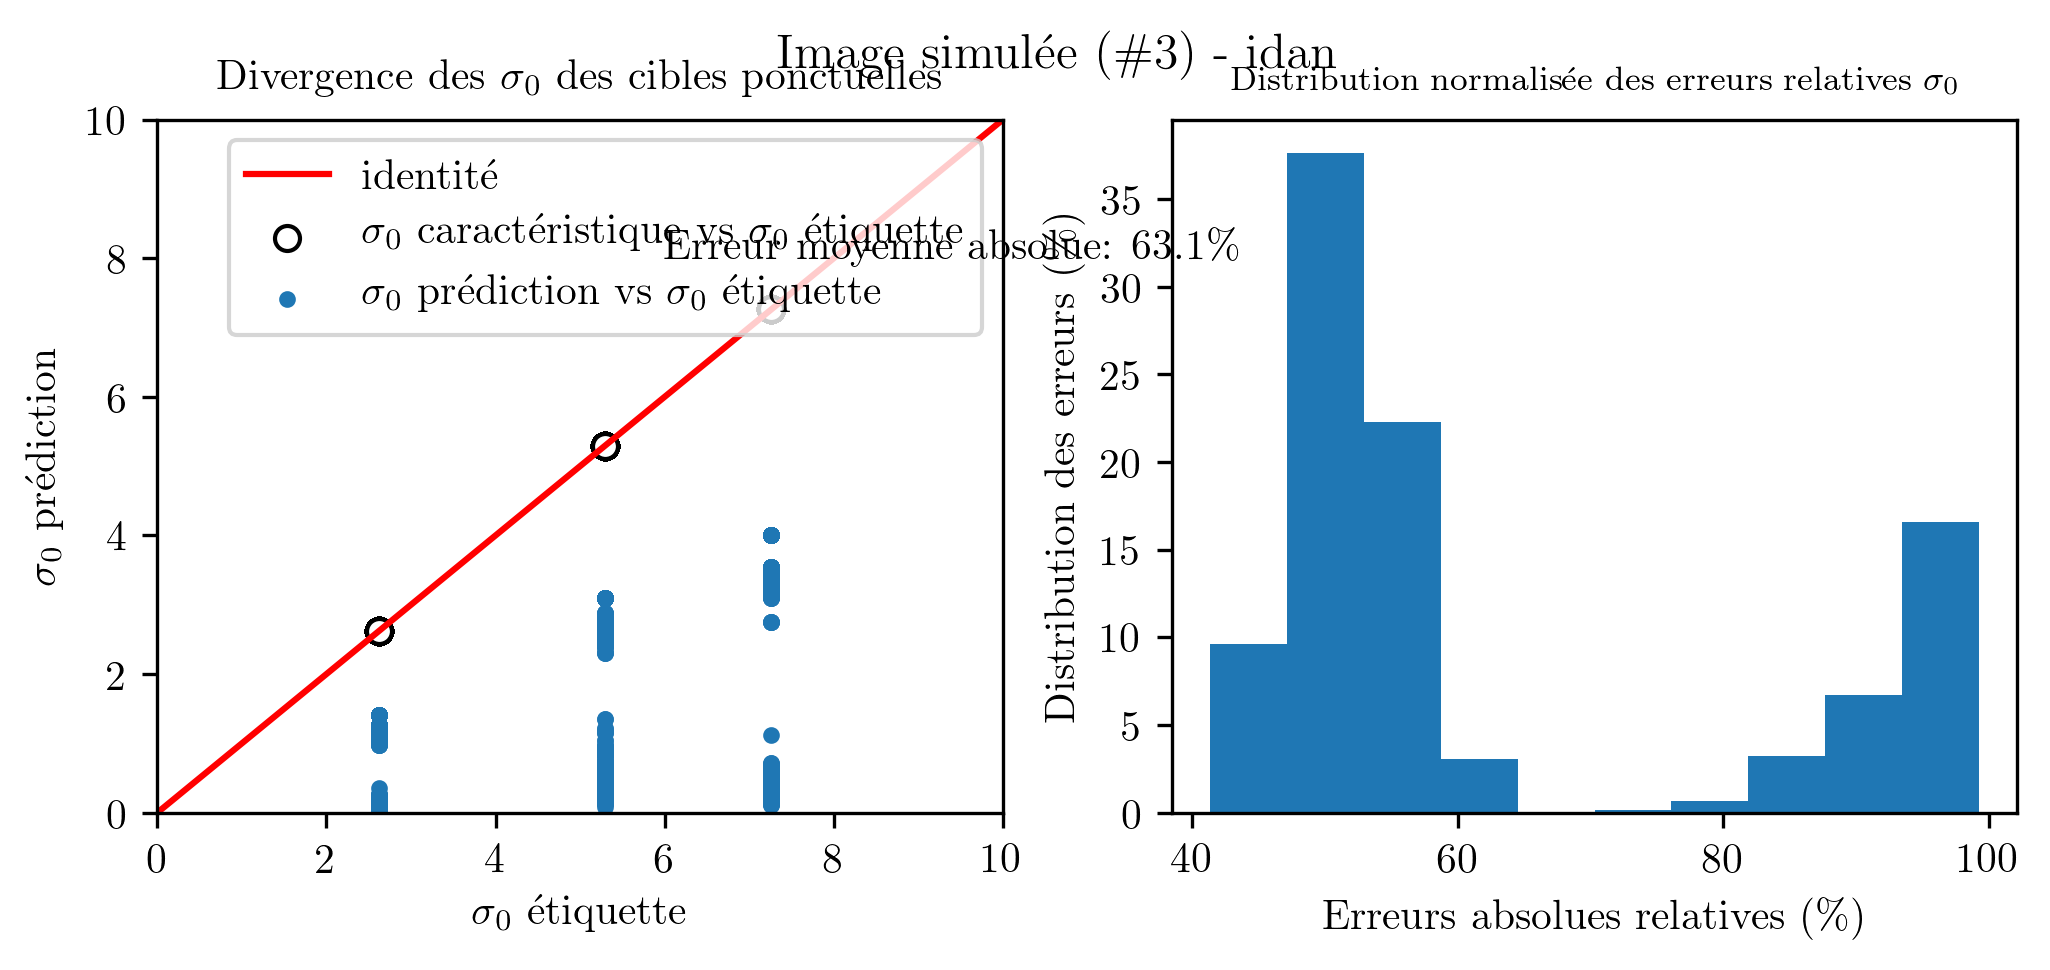 Image simulée (#3) - idan
Divergence des σ₀ des cibles ponctuelles
identité
σ₀ caractéristique vs σ₀ étiquette
σ₀ prédiction vs σ₀ étiquette
Erreur moyenne absolue: 63.1%
σ₀ prédiction
10
8
6
4
2
0
0 2 4 6 8 10
σ₀ étiquette
Distribution normalisée des erreurs relatives σ₀
Distribution des erreurs (%)
35
30
25
20
15
10
5
0
40 60 80 100
Erreurs absolues relatives (%)